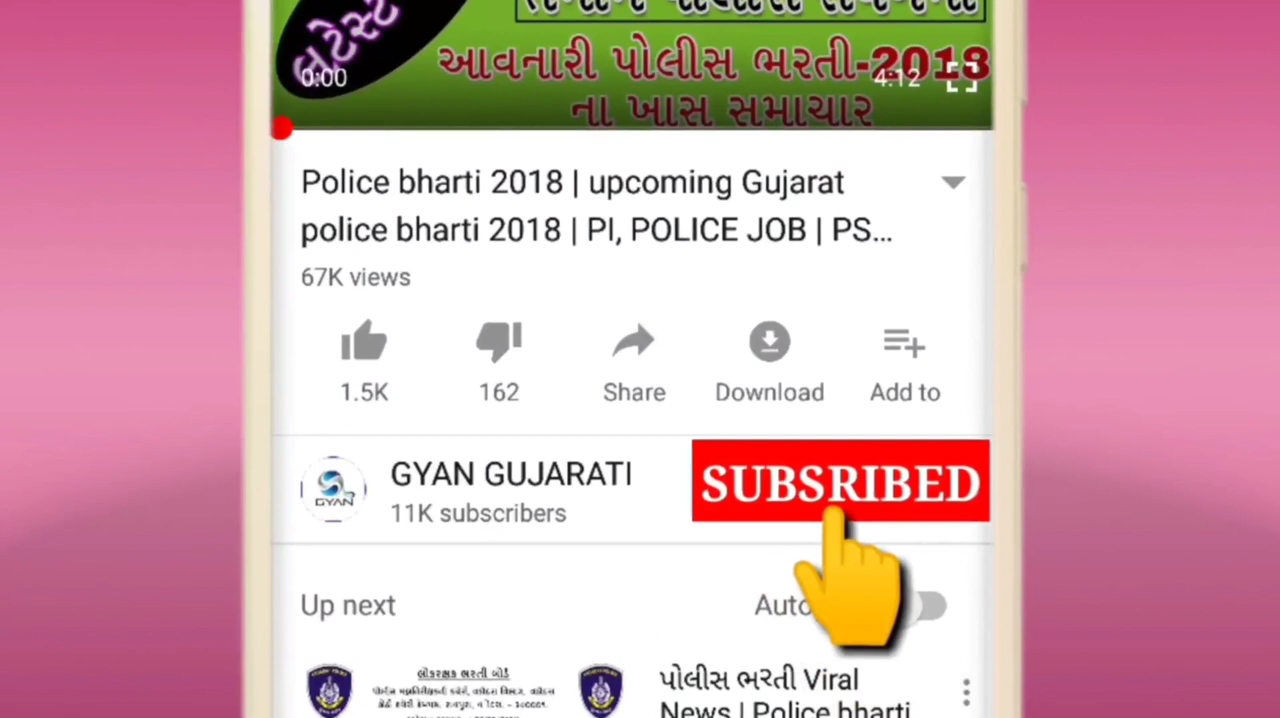 લેટેસ્ટ
આવનારી પોલીસ ભરતી-2018
ના ખાસ સમાચાર
0:00
4:12
Police bharti 2018 | upcoming Gujarat
police bharti 2018 | PI, POLICE JOB | PS...
67K views
1.5K
162
Share
Download
Add to
GYAN
GYAN GUJARATI
11K subscribers
SUBSRIBED
Up next
Auto
લોકરક્ષક ભરતી બોર્ડ
પોલીસ ભરતી Viral
News | Police bharti